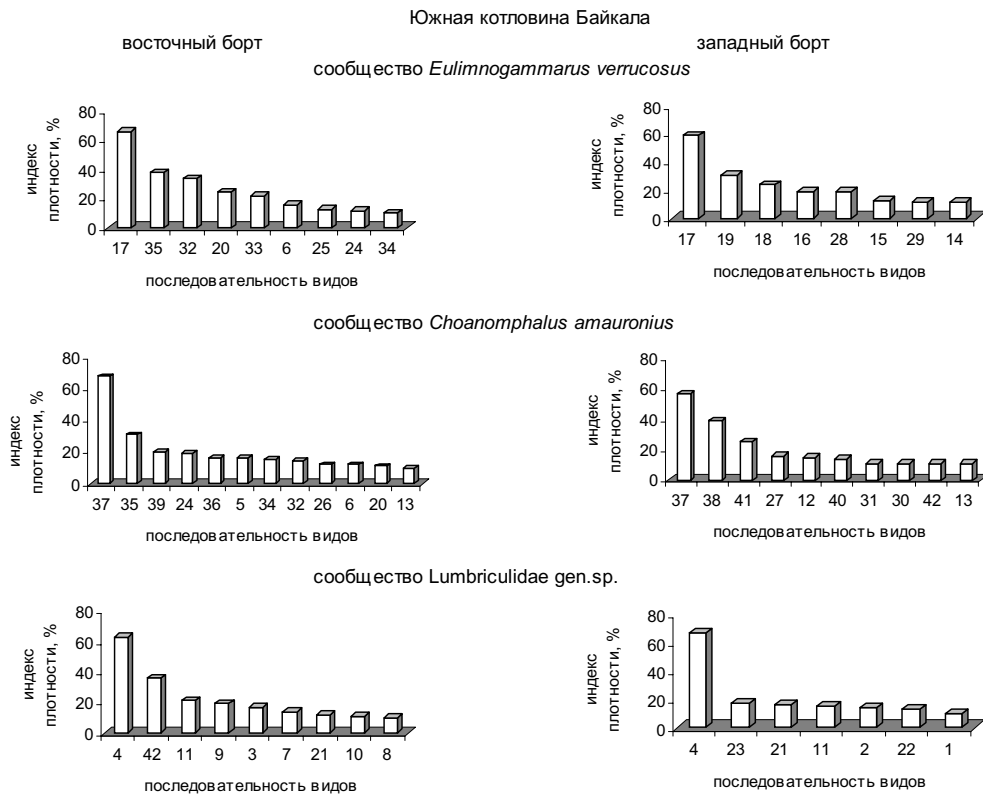 Южная котловина Байкала
восточный борт
западный борт
сообщество Eulimnogammarus verrucosus
индекс
плотности, %
80
60
40
20
0
17 35 32 20 33 6 25 24 34
последовательность видов
индекс
плотности, %
80
60
40
20
0
17 19 18 16 28 15 29 14
последовательность видов
сообщество Choanomphalus amauronius
индекс
плотности, %
80
60
40
20
0
37 35 39 24 36 5 34 32 26 6 20 13
последовательность видов
индекс
плотности, %
80
60
40
20
0
37 38 41 27 12 40 31 30 42 13
последовательность видов
сообщество Lumbriculidae gen.sp.
индекс
плотности, %
80
60
40
20
0
4 42 11 9 3 7 21 10 8
последовательность видов
индекс
плотности, %
80
60
40
20
0
4 23 21 11 2 22 1
последовательность видов